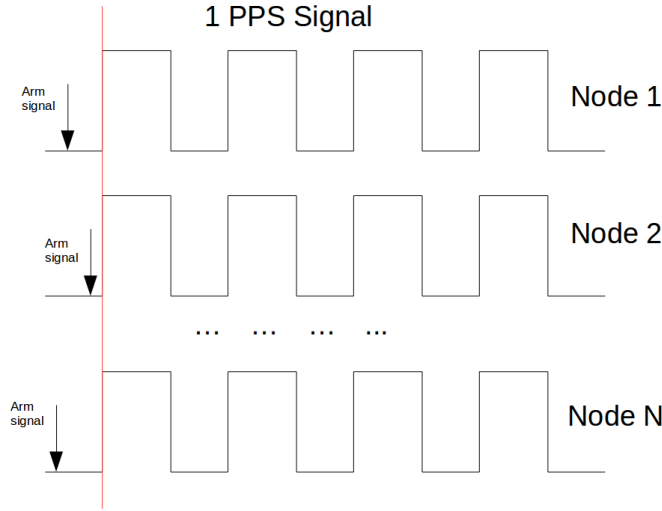 1 PPS Signal
Arm
signal
Node 1
Arm
signal
Node 2
... ... ... ...
Arm
signal
Node N